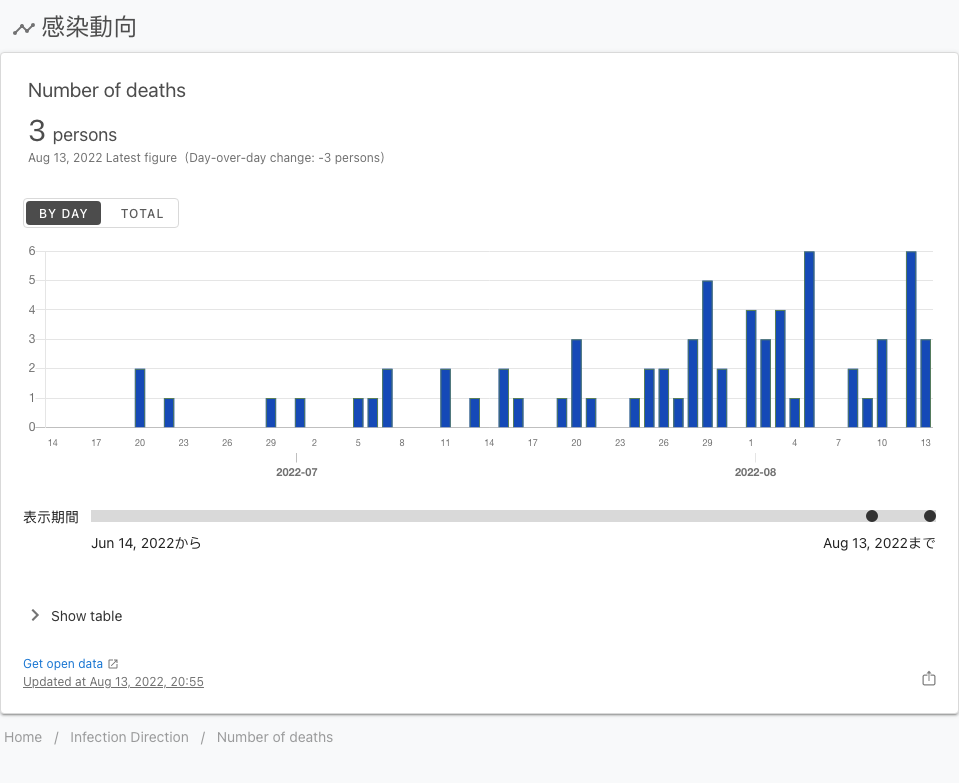 感染動向
Number of deaths
3 persons
Aug 13, 2022 Latest figure (Day-over-day change: -3 persons)
BY DAY TOTAL
6
5
4
3
2
1
0
14 17 20 23 26 29 2 5 8 11 14 17 20 23 26 29 1 4 7 10 13
2022-07 2022-08
表示期間
Jun 14, 2022から Aug 13, 2022まで
Show table
Get open data
Updated at Aug 13, 2022, 20:55
Home / Infection Direction / Number of deaths